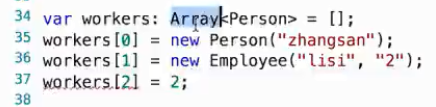 34 var workers: Array<Person> = [];
35 workers[0] = new Person("zhangsan");
36 workers[1] = new Employee("lisi", "2");
37 workers[2] = 2;
38